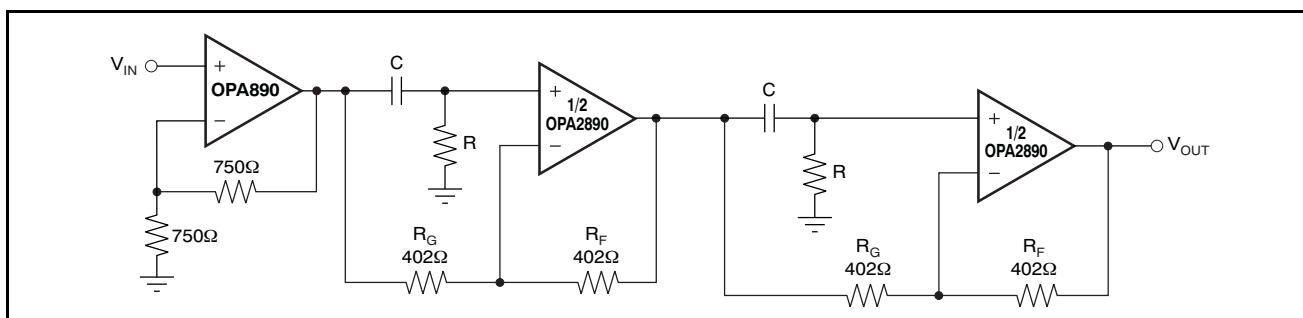 V_IN
+
OPA890
−
750Ω
750Ω
C
R
+
1/2
OPA2890
−
R_G
402Ω
R_F
402Ω
C
R
+
1/2
OPA2890
−
V_OUT
R_G
402Ω
R_F
402Ω